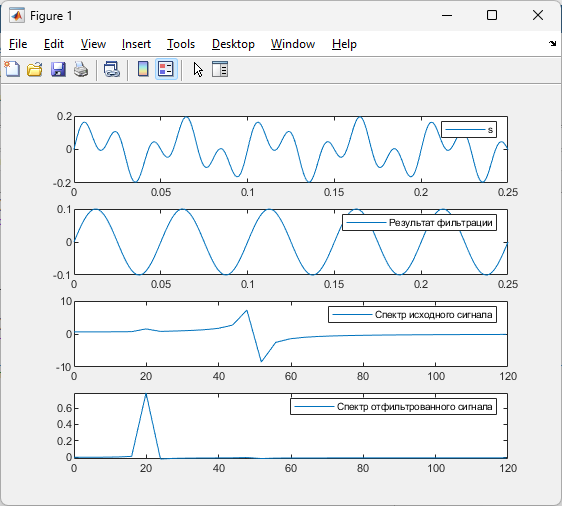 Figure 1
File Edit View Insert Tools Desktop Window Help
0.2
0
-0.2
s
0 0.05 0.1 0.15 0.2 0.25
0.1
0
-0.1
Результат фильтрации
0 0.05 0.1 0.15 0.2 0.25
10
0
-10
Спектр исходного сигнала
0 20 40 60 80 100 120
0.6
0.4
0.2
0
Спектр отфильтрованного сигнала
0 20 40 60 80 100 120